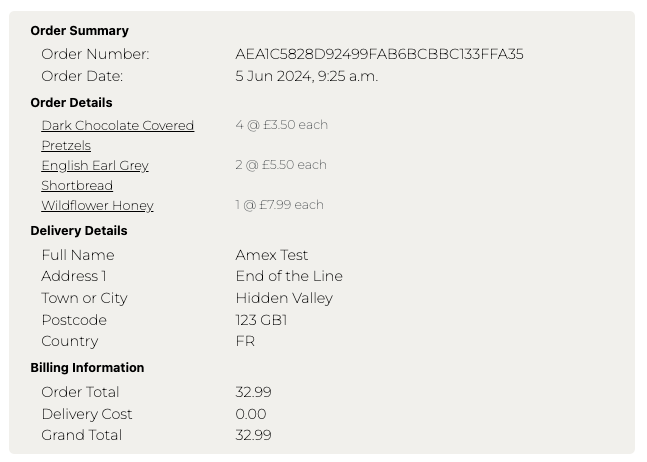 Order Summary
Order Number: AEA1C5828D92499FAB6BCBBC133FFA35
Order Date: 5 Jun 2024, 9:25 a.m.
Order Details
Dark Chocolate Covered 4 @ £3.50 each
Pretzels
English Earl Grey 2 @ £5.50 each
Shortbread
Wildflower Honey 1 @ £7.99 each
Delivery Details
Full Name Amex Test
Address 1 End of the Line
Town or City Hidden Valley
Postcode 123 GB1
Country FR
Billing Information
Order Total 32.99
Delivery Cost 0.00
Grand Total 32.99